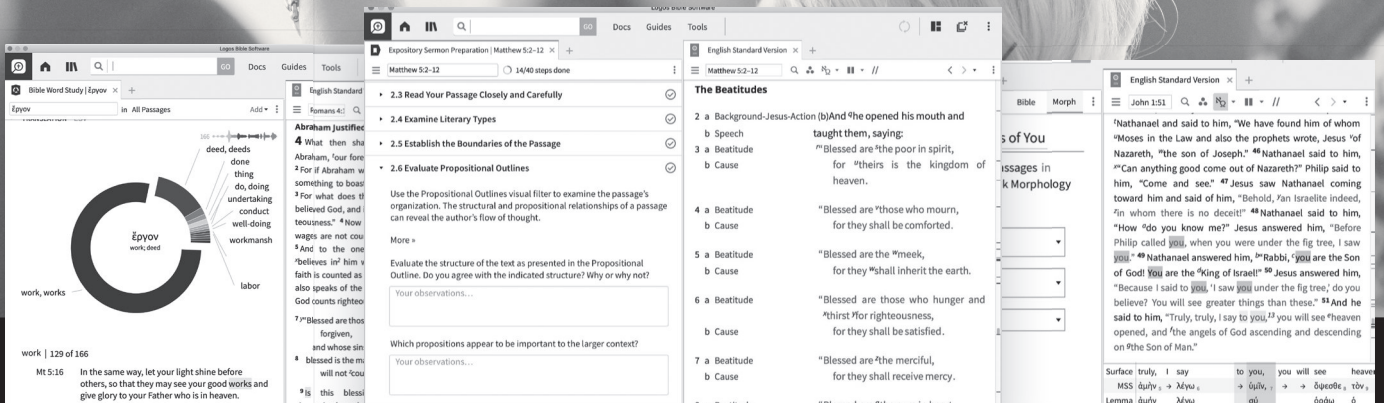 Logos Bible Software
GO
Docs
Guides
Tools
Bible Word Study | ἔργον
ἔργον
in All Passages
Add
166
deed, deeds
done
thing
do, doing
undertaking
conduct
well-doing
workmansh
labor
work, works
ἔργον
work; deed
work | 129 of 166
Mt 5:16
In the same way, let your light shine before
others, so that they may see your good works and
give glory to your Father who is in heaven.
English Standard
Romans 4:
Abraham Justified
4 What then sha
Abraham, our fore
2 For if Abraham w
something to boas
3 For what does th
believed God, and
teousness." 4 Now
wages are not cou
5 And to the one
believes in him w
faith is counted as
also speaks of the
God counts righteo
7 "Blessed are thos
forgiven,
and whose sin
8 blessed is the ma
will not cou
9 Is this blessi
Logos Bible Software
GO
Docs
Guides
Tools
Expository Sermon Preparation | Matthew 5:2–12
Matthew 5:2–12
14/40 steps done
2.3 Read Your Passage Closely and Carefully
2.4 Examine Literary Types
2.5 Establish the Boundaries of the Passage
2.6 Evaluate Propositional Outlines
Use the Propositional Outlines visual filter to examine the passage's
organization. The structural and propositional relationships of a passage
can reveal the author's flow of thought.
More »
Evaluate the structure of the text as presented in the Propositional
Outline. Do you agree with the indicated structure? Why or why not?
Your observations…
Which propositions appear to be important to the larger context?
Your observations…
English Standard Version
Matthew 5:2–12
The Beatitudes
2 a Background-Jesus-Action (b)And qhe opened his mouth and
b Speech taught them, saying:
3 a Beatitude "Blessed are the poor in spirit,
b Cause for theirs is the kingdom of
heaven.
4 a Beatitude "Blessed are those who mourn,
b Cause for they shall be comforted.
5 a Beatitude "Blessed are the meek,
b Cause for they shall inherit the earth.
6 a Beatitude "Blessed are those who hunger and
thirst for righteousness,
b Cause for they shall be satisfied.
7 a Beatitude "Blessed are the merciful,
b Cause for they shall receive mercy.
Bible
Morph
s of You
ssages in
k Morphology
English Standard Version
John 1:51
Nathanael and said to him, "We have found him of whom
Moses in the Law and also the prophets wrote, Jesus of
Nazareth, the son of Joseph." 46 Nathanael said to him,
"Can anything good come out of Nazareth?" Philip said to
him, "Come and see." 47 Jesus saw Nathanael coming
toward him and said of him, "Behold, an Israelite indeed,
in whom there is no deceit!" 48 Nathanael said to him,
"How do you know me?" Jesus answered him, "Before
Philip called you, when you were under the fig tree, I saw
you." 49 Nathanael answered him, "Rabbi, you are the Son
of God! You are the King of Israel!" 50 Jesus answered him,
"Because I said to you, 'I saw you under the fig tree,' do you
believe? You will see greater things than these." 51 And he
said to him, "Truly, truly, I say to you,13 you will see heaven
opened, and the angels of God ascending and descending
on the Son of Man."
Surface truly, I say to you, you will see heave
MSS ἀμὴν → λέγω → ὑμῖν, → ὄψεσθε τὸν
Lemma ἀμήν λέγω σύ ὁράω ὁ